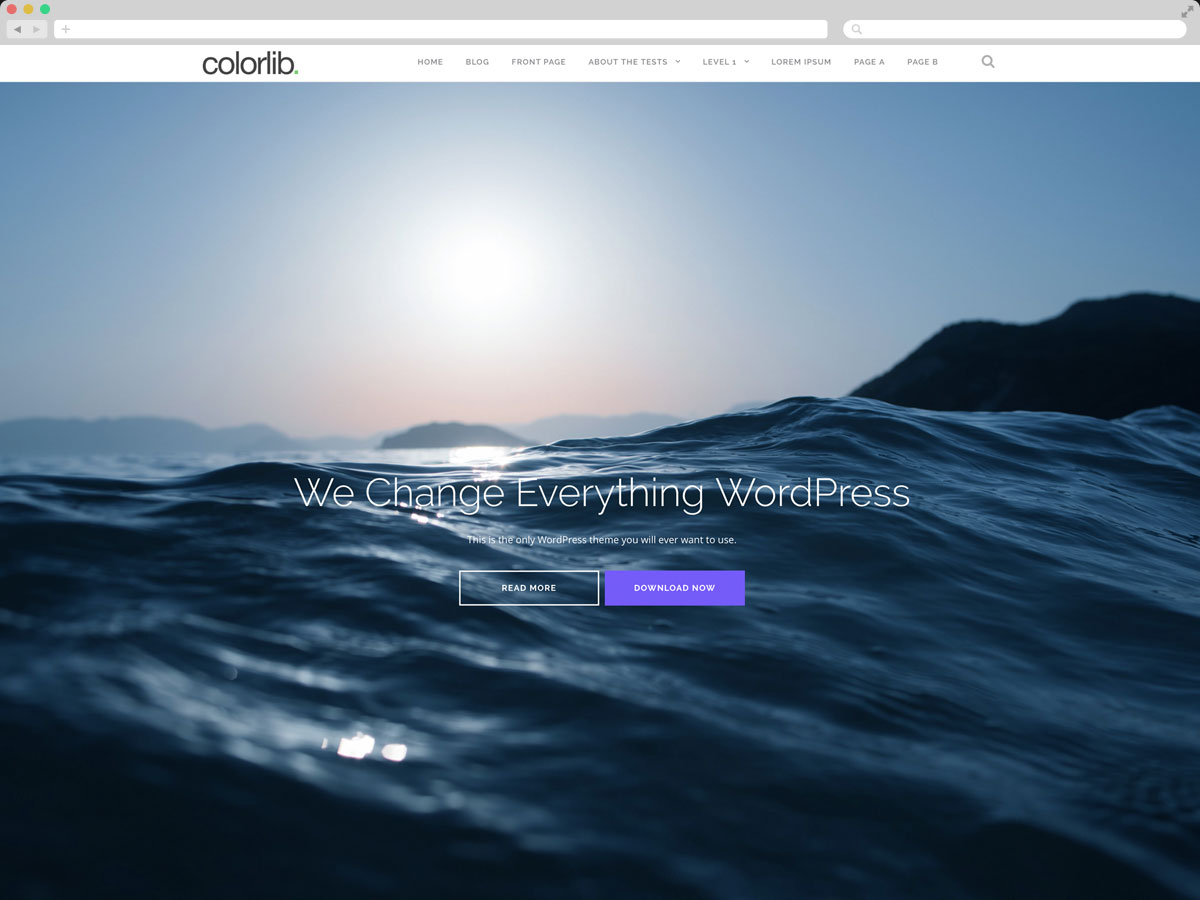 colorlib.
HOME BLOG FRONT PAGE ABOUT THE TESTS LEVEL 1 LOREM IPSUM PAGE A PAGE B
We Change Everything WordPress
This is the only WordPress theme you will ever want to use.
READ MORE DOWNLOAD NOW